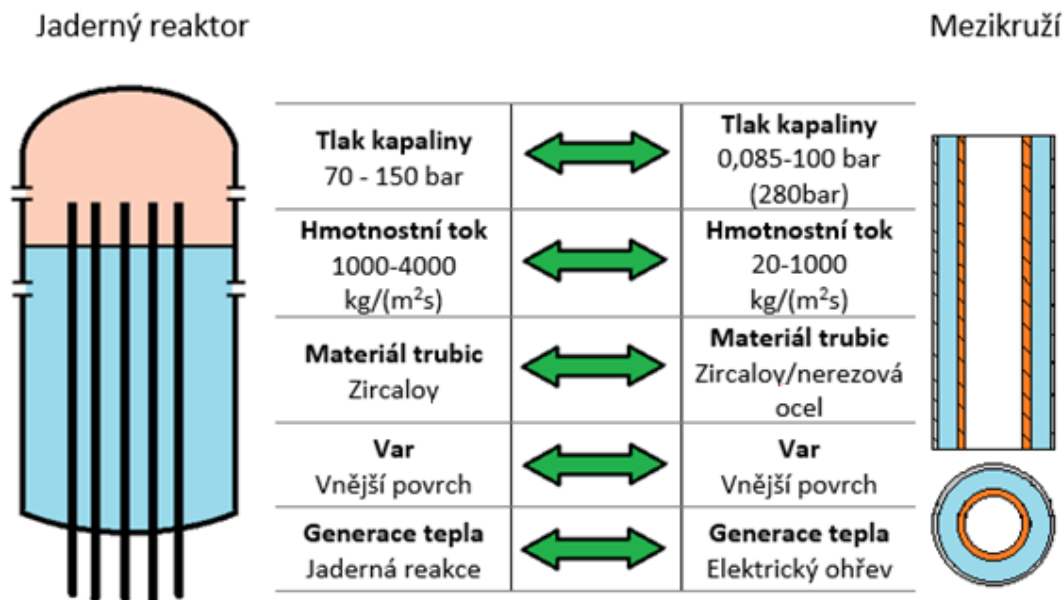 Jaderný reaktor
Mezikruží
Tlak kapaliny
70 - 150 bar
Tlak kapaliny
0,085-100 bar
(280bar)
Hmotnostní tok
1000-4000
kg/(m²s)
Hmotnostní tok
20-1000
kg/(m²s)
Materiál trubic
Zircaloy
Materiál trubic
Zircaloy/nerezová
ocel
Var
Vnější povrch
Var
Vnější povrch
Generace tepla
Jaderná reakce
Generace tepla
Elektrický ohřev